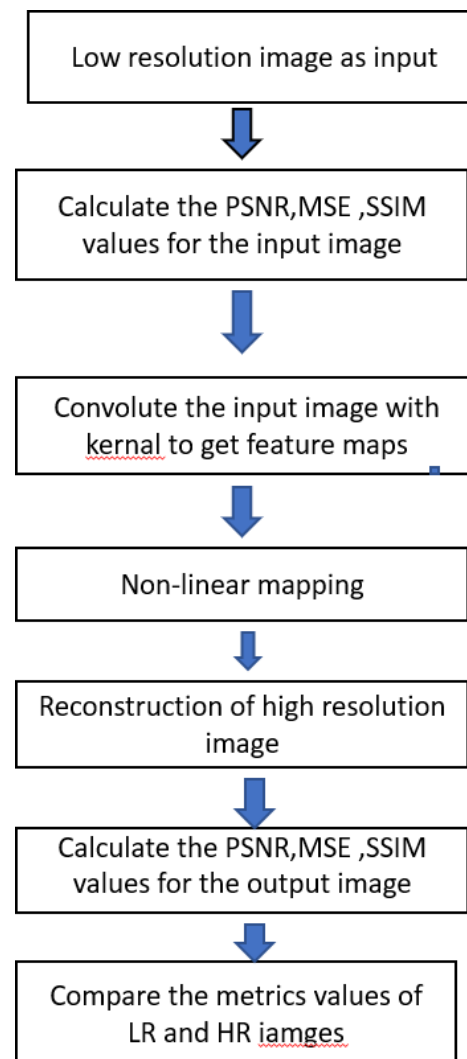 Low resolution image as input
Calculate the PSNR,MSE ,SSIM
values for the input image
Convolute the input image with
kernal to get feature maps
Non-linear mapping
Reconstruction of high resolution
image
Calculate the PSNR,MSE ,SSIM
values for the output image
Compare the metrics values of
LR and HR iamges